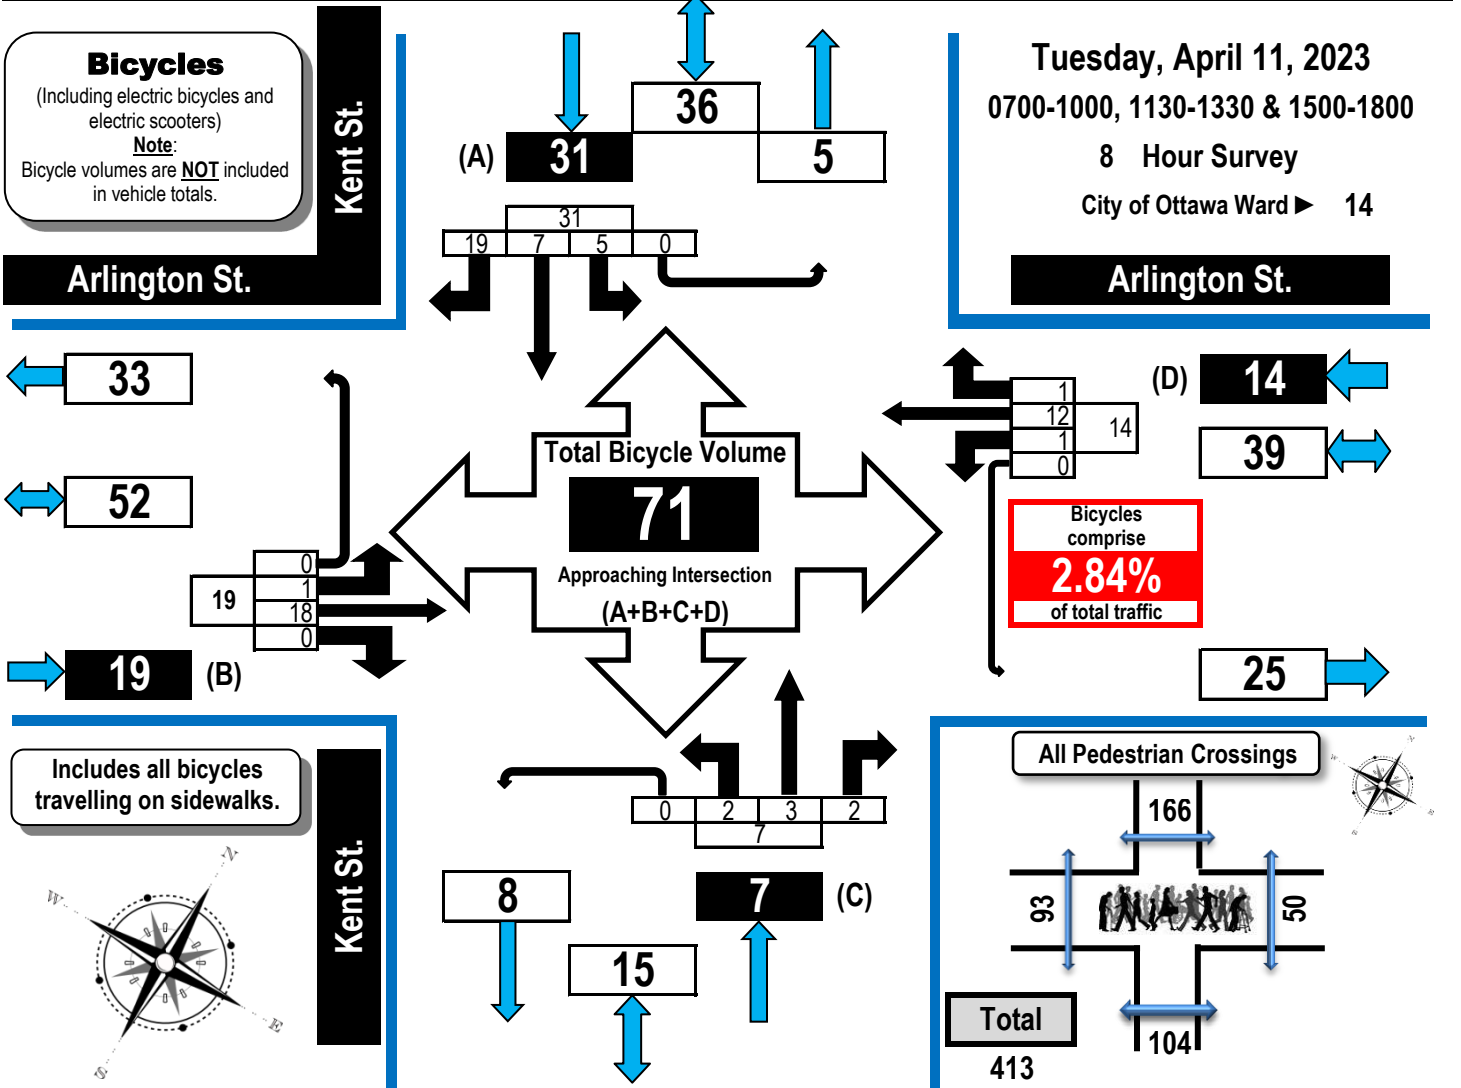 Bicycles
(Including electric bicycles and
electric scooters)
Note:
Bicycle volumes are NOT included
in vehicle totals.
Kent St.
Arlington St.
36
(A)
31
5
31
19
7
5
0
Tuesday, April 11, 2023
0700-1000, 1130-1330 & 1500-1800
8 Hour Survey
City of Ottawa Ward ► 14
Arlington St.
33
52
0
1
18
0
19
19
(B)
Total Bicycle Volume
71
Approaching Intersection
(A+B+C+D)
1
12
1
0
14
(D)
14
39
Bicycles
comprise
2.84%
of total traffic
25
Includes all bicycles
travelling on sidewalks.
Kent St.
N
W
E
S
0
2
3
2
7
8
7
(C)
15
All Pedestrian Crossings
N
W
E
S
166
93
50
104
Total
413